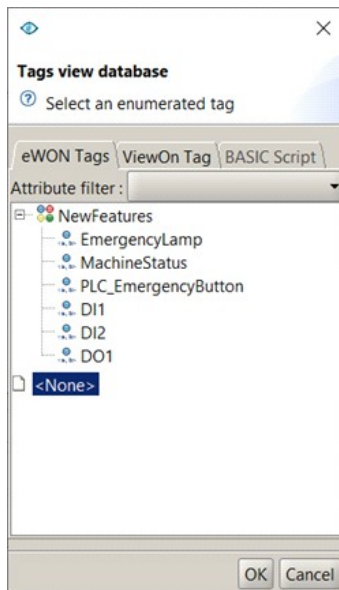 Tags view database
Select an enumerated tag
eWON Tags ViewOn Tag BASIC Script
Attribute filter :
NewFeatures
EmergencyLamp
MachineStatus
PLC_EmergencyButton
DI1
DI2
DO1
<None>
OK Cancel